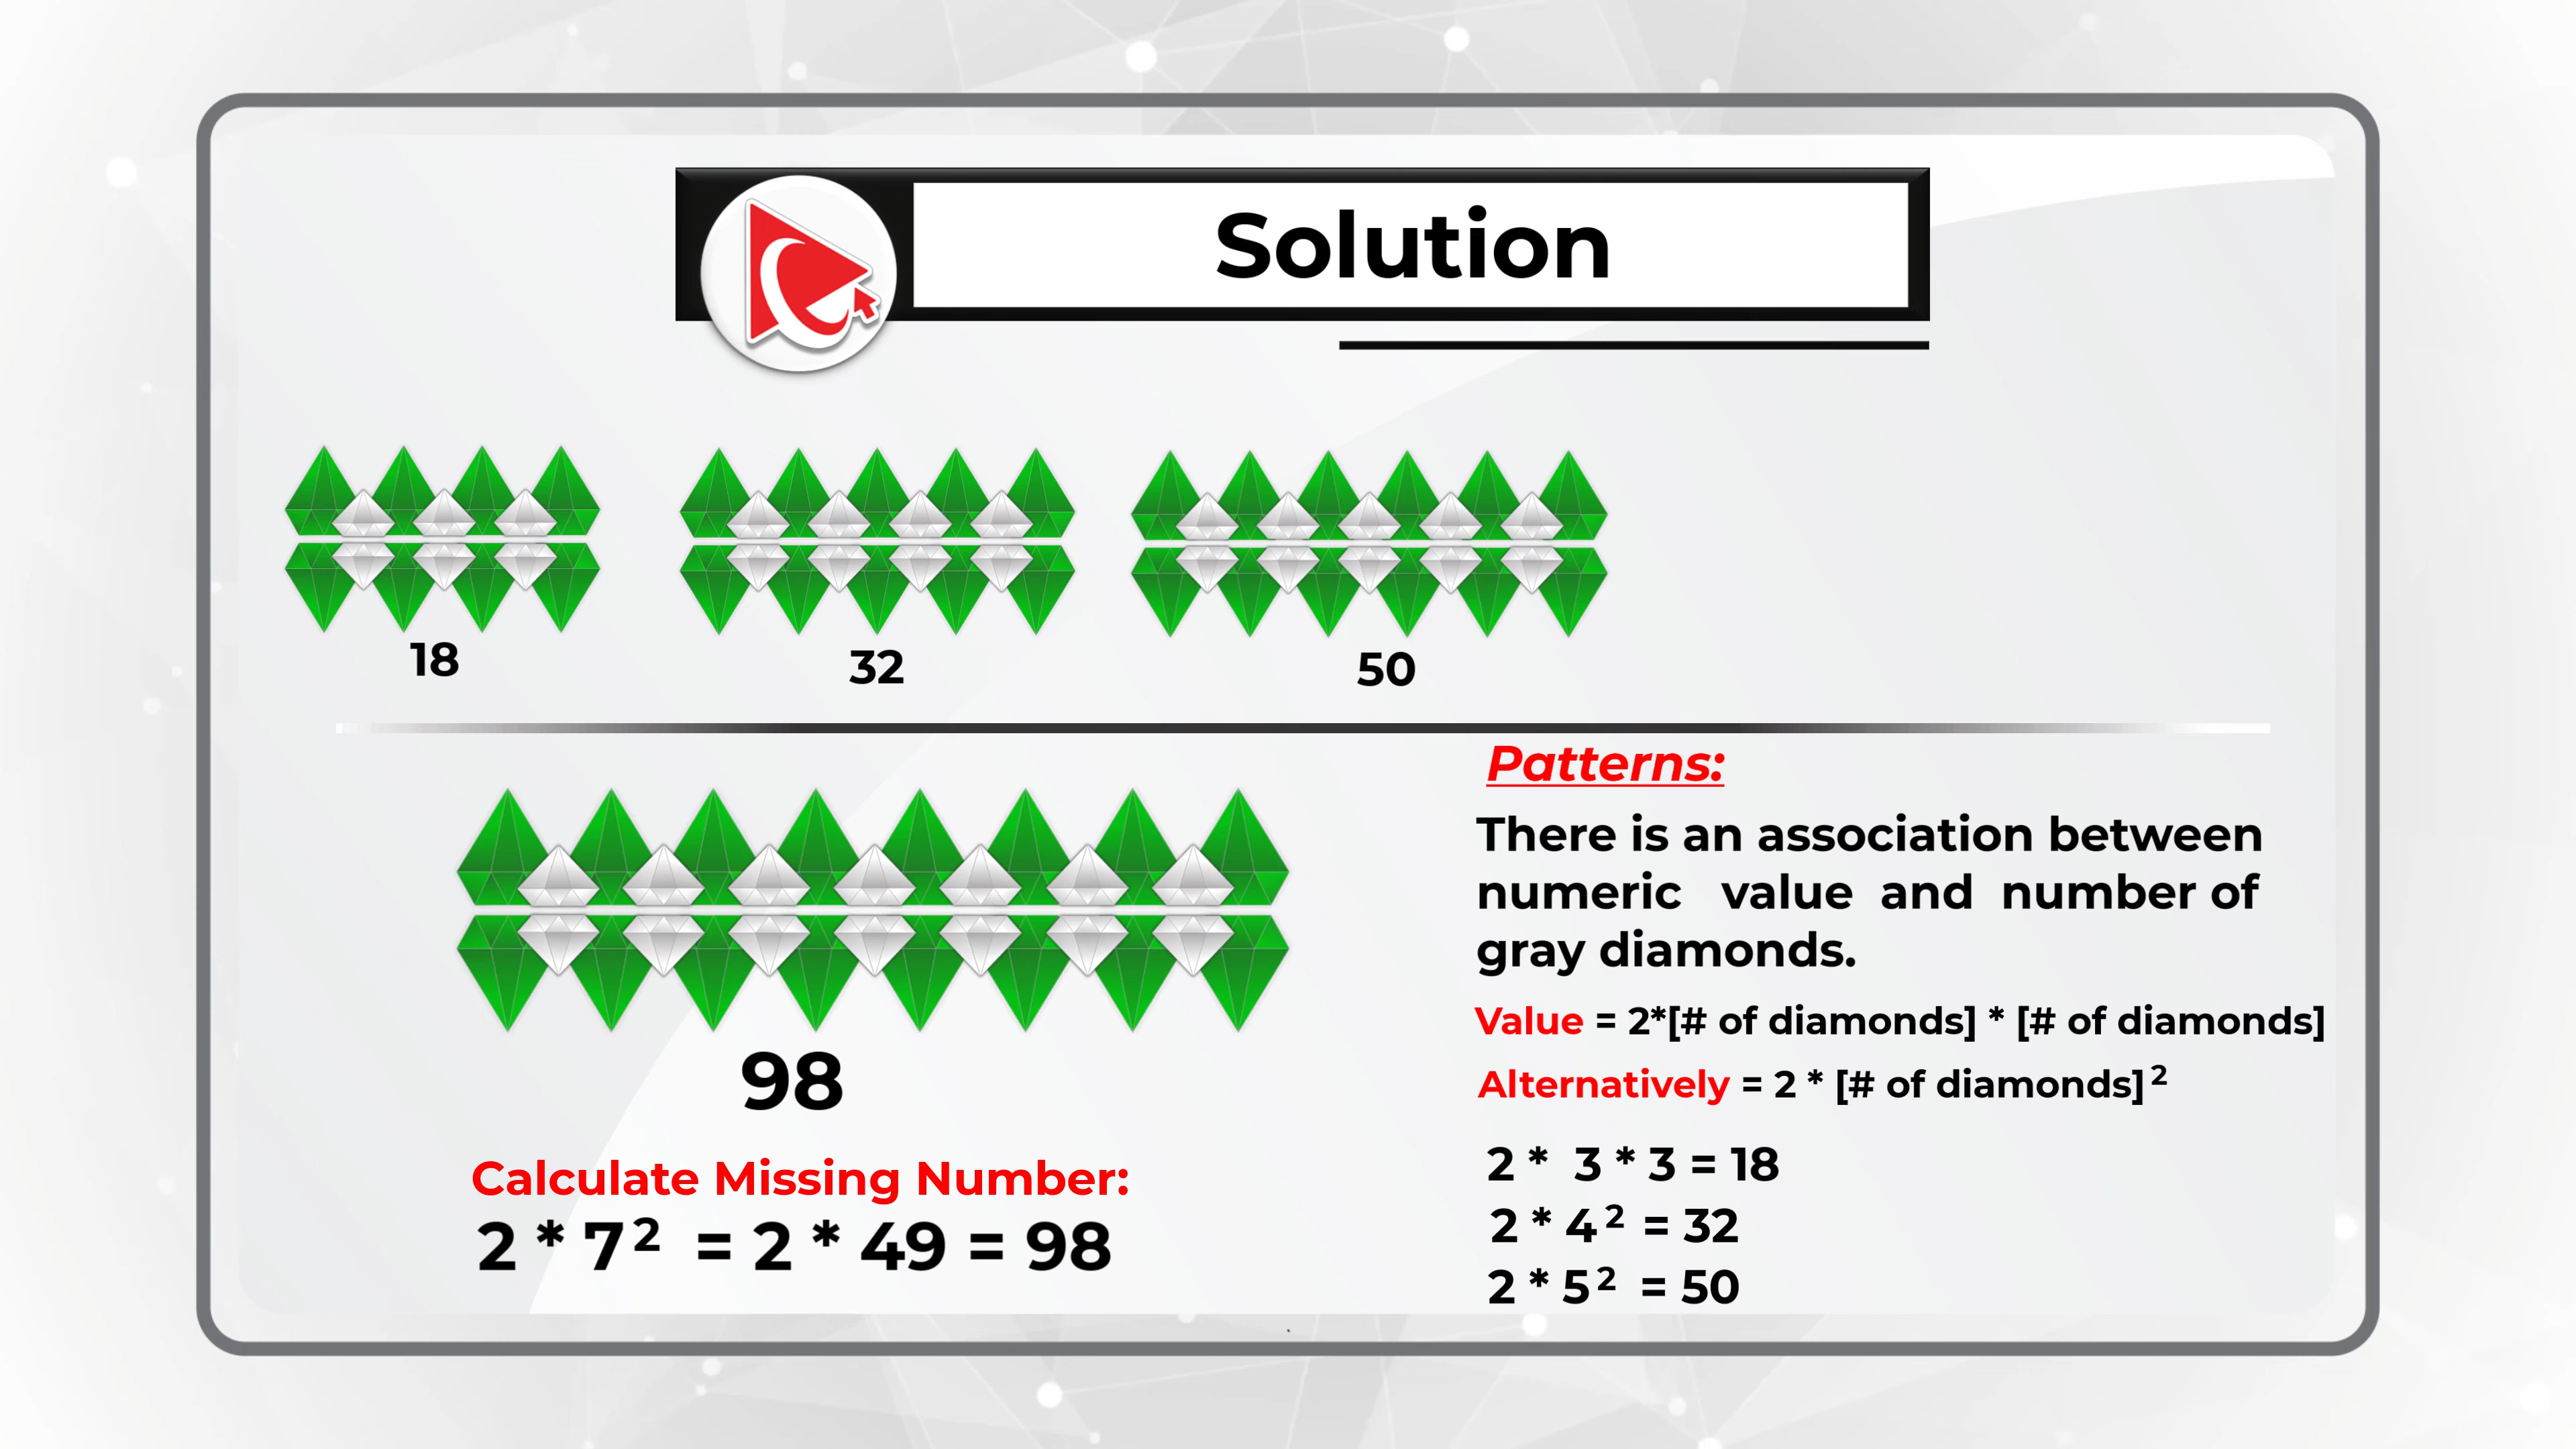 Solution
18
32
50
Patterns:
There is an association between
numeric value and number of
gray diamonds.
Value = 2*[# of diamonds] * [# of diamonds]
Alternatively = 2 * [# of diamonds]²
2 * 3 * 3 = 18
2 * 4² = 32
2 * 5² = 50
98
Calculate Missing Number:
2 * 7² = 2 * 49 = 98